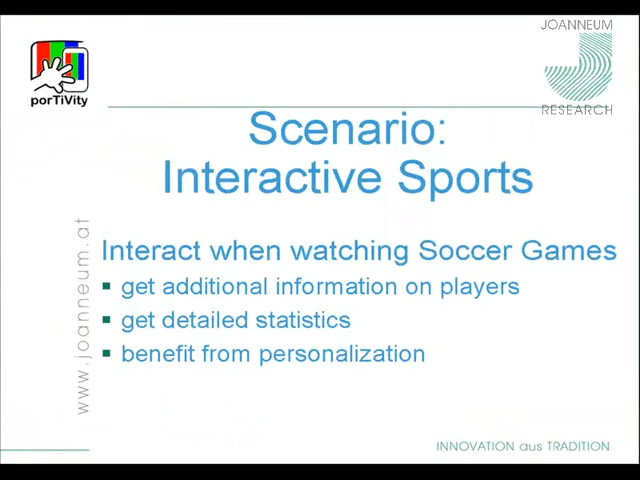 JOANNEUM
RESEARCH
porTiVity
Scenario:
Interactive Sports
Interact when watching Soccer Games
get additional information on players
get detailed statistics
benefit from personalization
www.joanneum.at
INNOVATION aus TRADITION